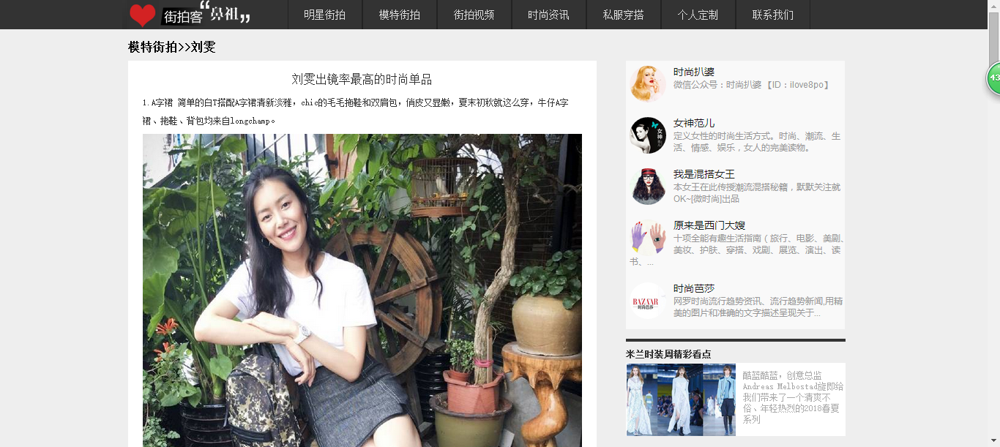 街拍客“鼻祖”
明星街拍 模特街拍 街拍视频 时尚资讯 私服穿搭 个人定制 联系我们
模特街拍>>刘雯
刘雯出镜率最高的时尚单品
1.A字裙 简单的白T搭配A字裙清新淡雅，chic的毛毛拖鞋和双肩包，俏皮又显嫩，夏末初秋就这么穿，牛仔A字
裙、拖鞋、背包均来自longchamp。
时尚扒婆
微信公众号：时尚扒婆 【ID：ilove8po】
女神范儿
定义女性的时尚生活方式。时尚、潮流、生
活、情感、娱乐，女人的完美读物。
我是混搭女王
本女王在此传授潮流混搭秘籍，默默关注就
OK~[微时尚]出品
原来是西门大嫂
十项全能有趣生活指南（旅行、电影、美剧、
美妆、护肤、穿搭、戏剧、展览、演出、读
书、...
时尚芭莎
网罗时尚流行趋势资讯、流行趋势新闻,用精
美的图片和准确的文字描述呈现关于...
女神
BAZAAR
时尚芭莎
米兰时装周精彩看点
酷蓝酷蓝，创意总监
Andreas Melbostad旋即给
我们带来了一个清爽不
俗、年轻热烈的2018春夏
系列
43